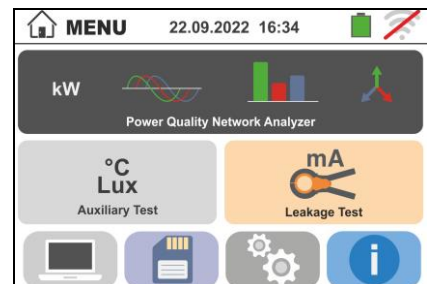 MENU 22.09.2022 16:34
kW
Power Quality Network Analyzer
°C
Lux
Auxiliary Test
mA
Leakage Test
i